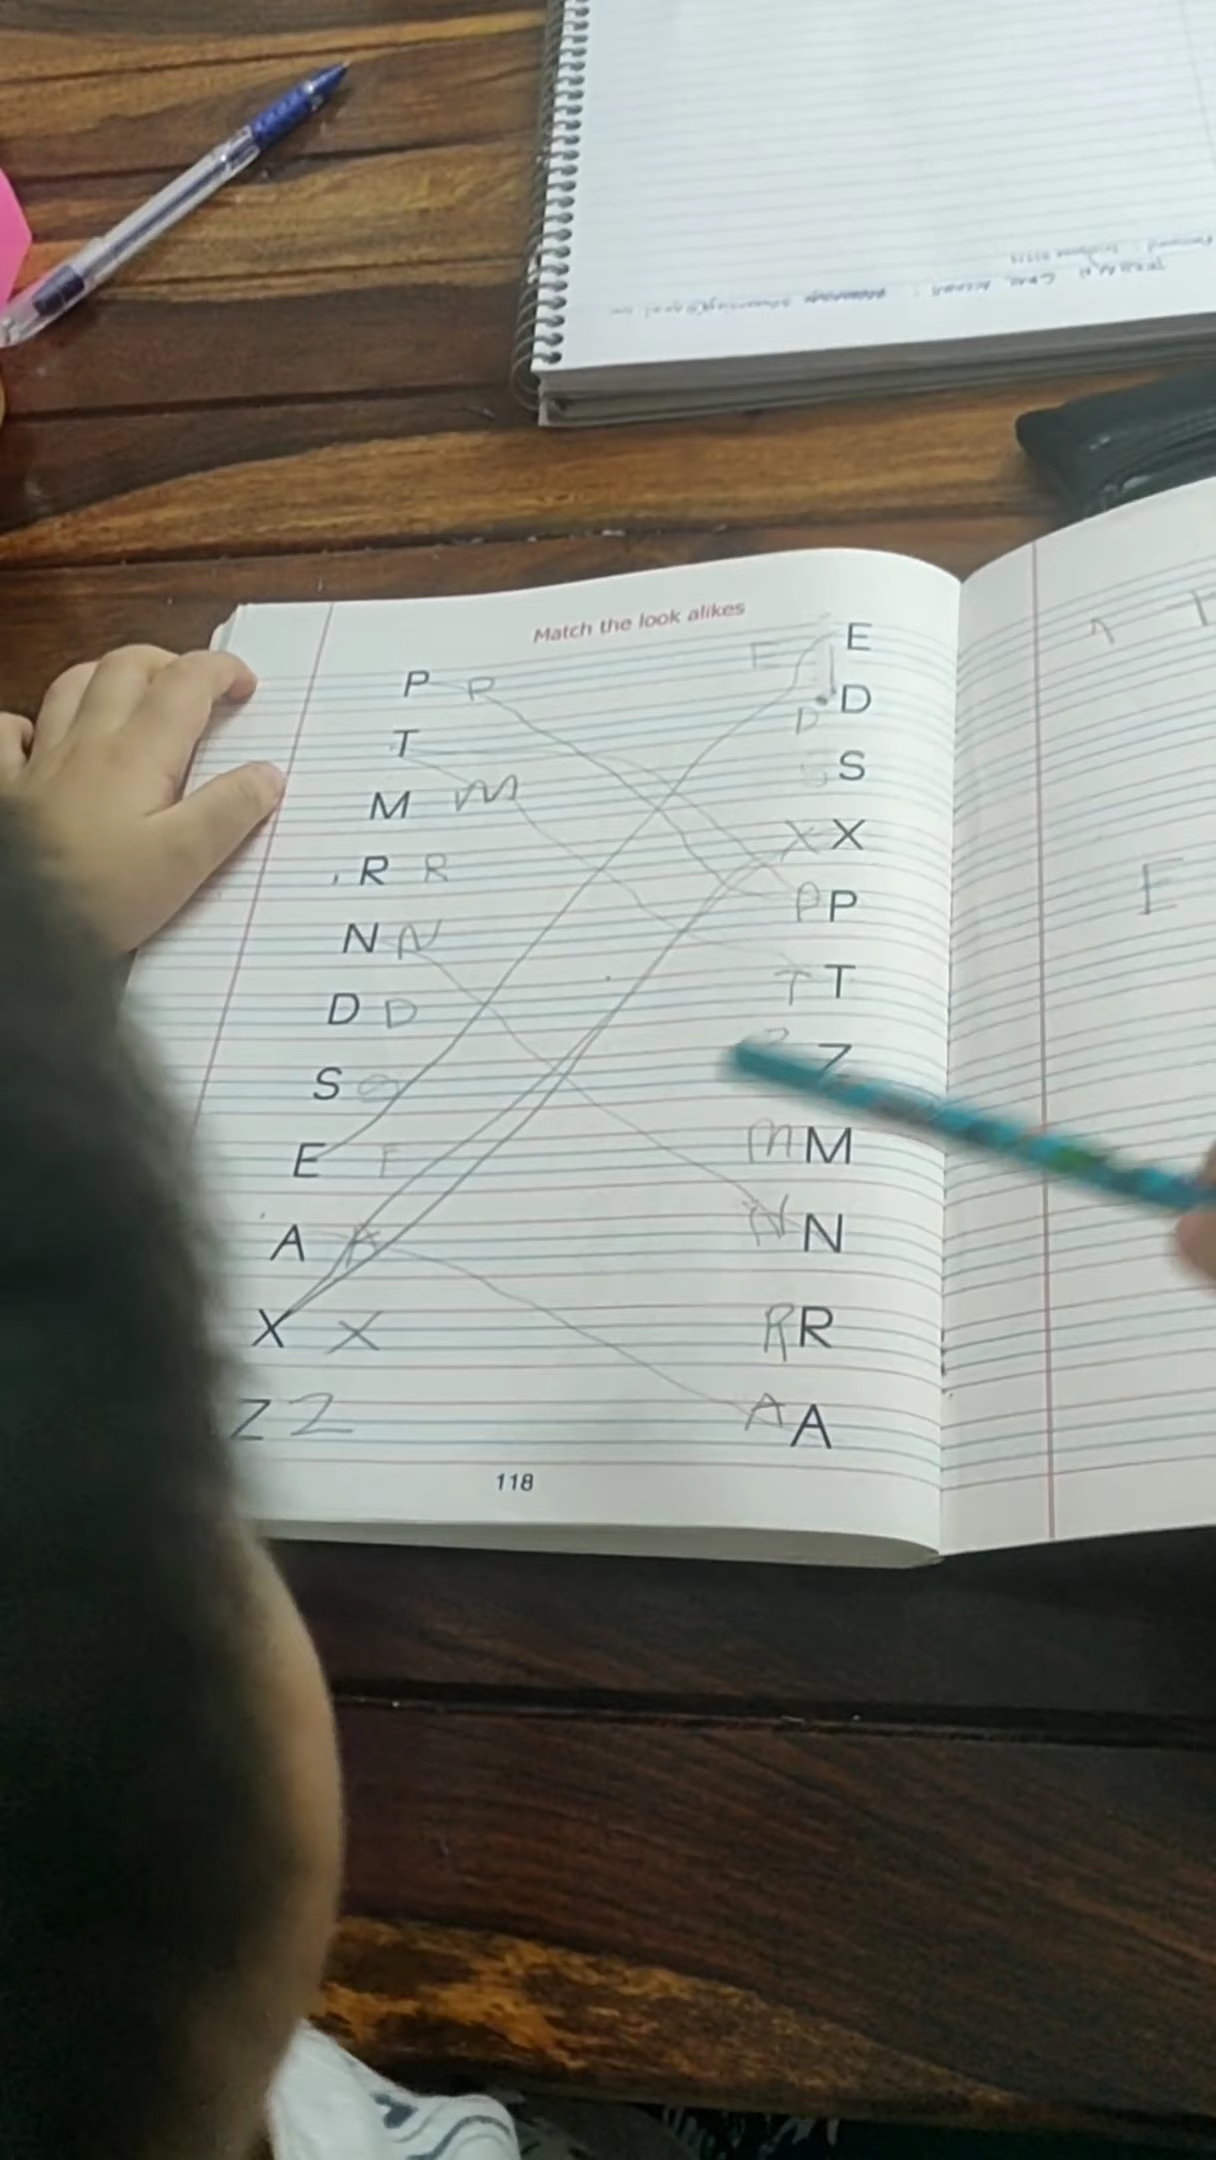 Match the look alikes
E E
P P
D D
T
S S
M M
X X
R R
P P
N N
T T
D D
Z
S S
M M
E E
N N
A A
R R
X X
A A
Z Z
118
E